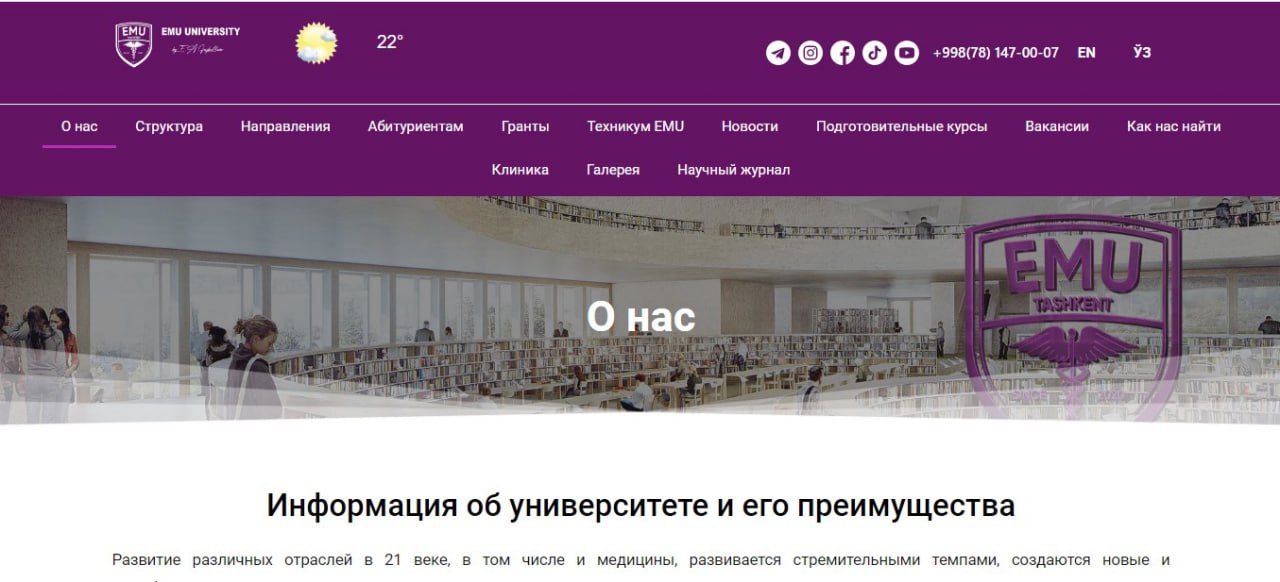 EMU
EMU UNIVERSITY
22°
+998(78) 147-00-07
EN
ЎЗ
О нас
Структура
Направления
Абитуриентам
Гранты
Техникум EMU
Новости
Подготовительные курсы
Вакансии
Как нас найти
Клиника
Галерея
Научный журнал
EMU
TASHKENT
SINCE
О нас
Информация об университете и его преимущества
Развитие различных отраслей в 21 веке, в том числе и медицины, развивается стремительными темпами, создаются новые и